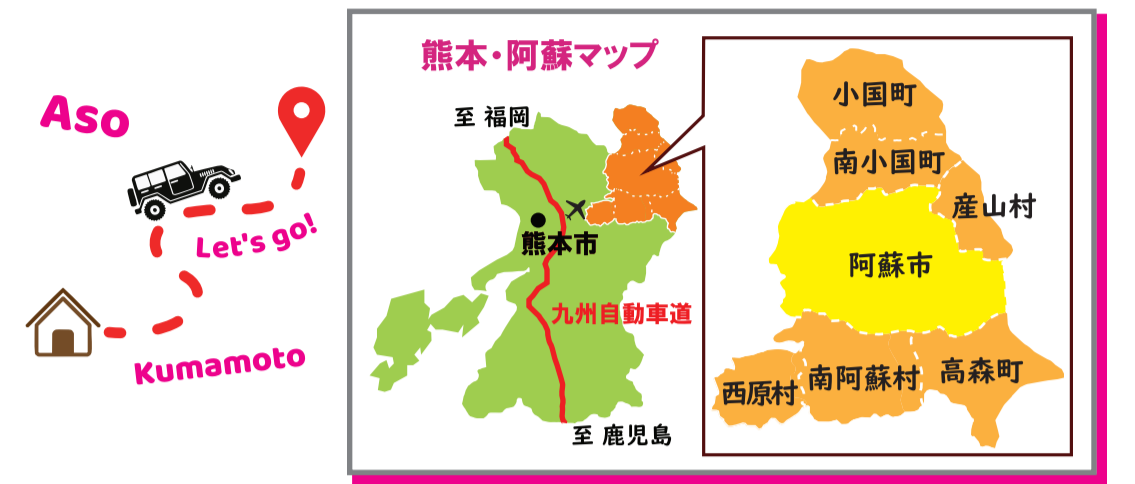 Aso
Let's go!
Kumamoto
熊本・阿蘇マップ
至 福岡
熊本市
九州自動車道
至 鹿児島
小国町
南小国町
産山村
阿蘇市
西原村
南阿蘇村
高森町